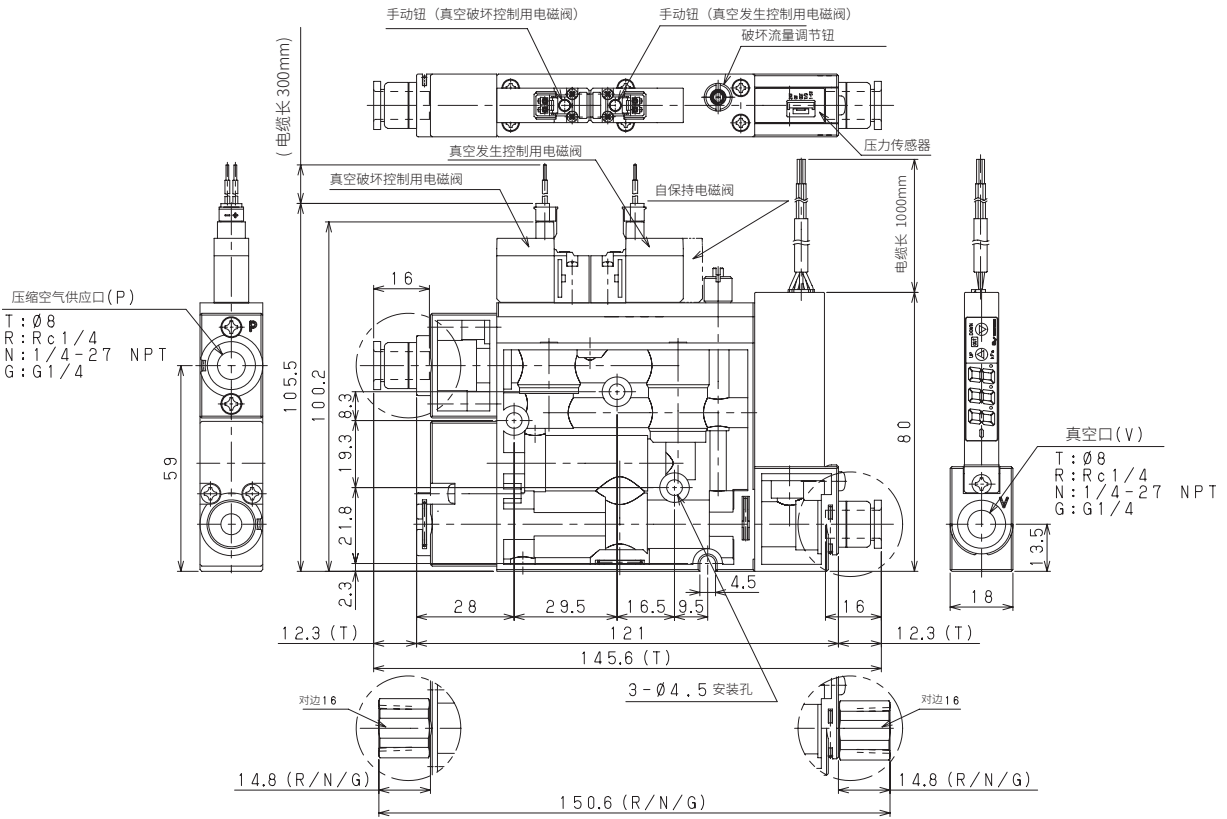 手动钮（真空破坏控制用电磁阀）
手动钮（真空发生控制用电磁阀）
破坏流量调节钮
(电缆长 300mm)
压力传感器
真空发生控制用电磁阀
真空破坏控制用电磁阀
自保持电磁阀
电缆长 1000mm
压缩空气供应口(P)
T:Ø8
R:Rc1/4
N:1/4-27 NPT
G:G1/4
P
16
105.5
100.2
8.3
19.3
21.8
2.3
59
80
真空口(V)
T:Ø8
R:Rc1/4
N:1/4-27 NPT
G:G1/4
V
13.5
18
4.5
28
29.5
16.5
9.5
16
12.3 (T)
121
12.3 (T)
145.6 (T)
3-Ø4.5 安装孔
对边16
对边16
14.8 (R/N/G)
14.8 (R/N/G)
150.6 (R/N/G)